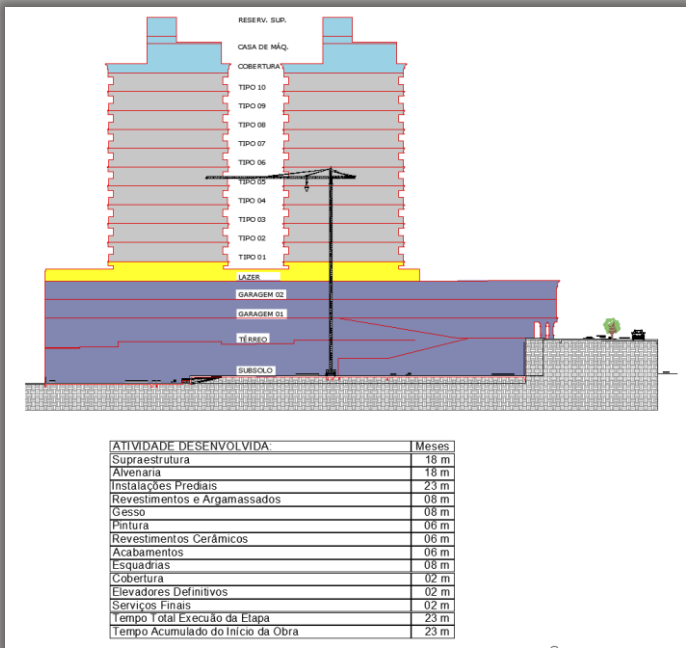 RESERV. SUP.
CASA DE MÁQ.
COBERTURA
TIPO 10
TIPO 09
TIPO 08
TIPO 07
TIPO 06
TIPO 05
TIPO 04
TIPO 03
TIPO 02
TIPO 01
LAZER
GARAGEM 02
GARAGEM 01
TÉRREO
SUBSOLO
ATIVIDADE DESENVOLVIDA: Meses
Supraestrutura 18 m
Alvenaria 18 m
Instalações Prediais 23 m
Revestimentos e Argamassados 08 m
Gesso 08 m
Pintura 06 m
Revestimentos Cerâmicos 06 m
Acabamentos 06 m
Esquadrias 08 m
Cobertura 02 m
Elevadores Definitivos 02 m
Serviços Finais 02 m
Tempo Total Execuão da Etapa 23 m
Tempo Acumulado do Início da Obra 23 m